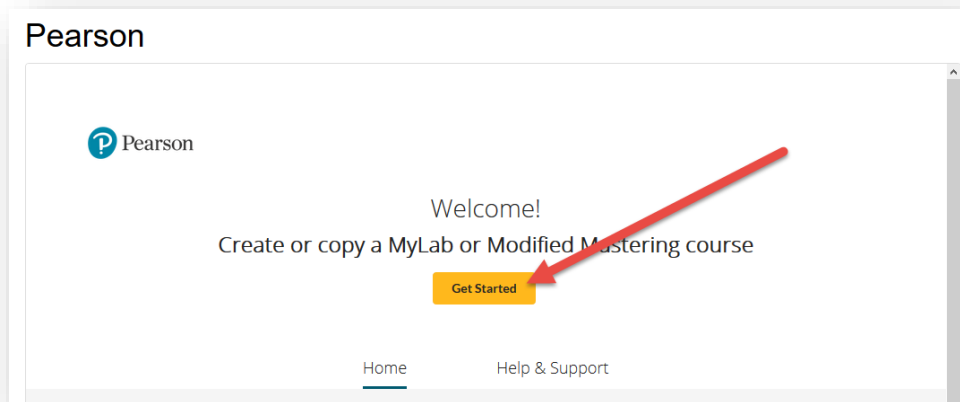 Pearson
Pearson
Welcome!
Create or copy a MyLab or Modified Mastering course
Get Started
Home Help & Support